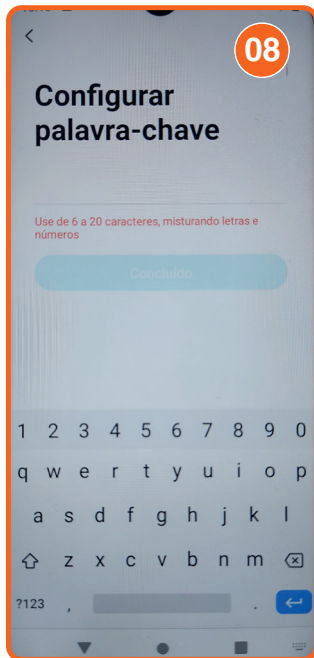 08
Configurar
palavra-chave
Use de 6 a 20 caracteres, misturando letras e
números
Concluído
1 2 3 4 5 6 7 8 9 0
q w e r t y u i o p
a s d f g h j k l
z x c v b n m
?123 , .